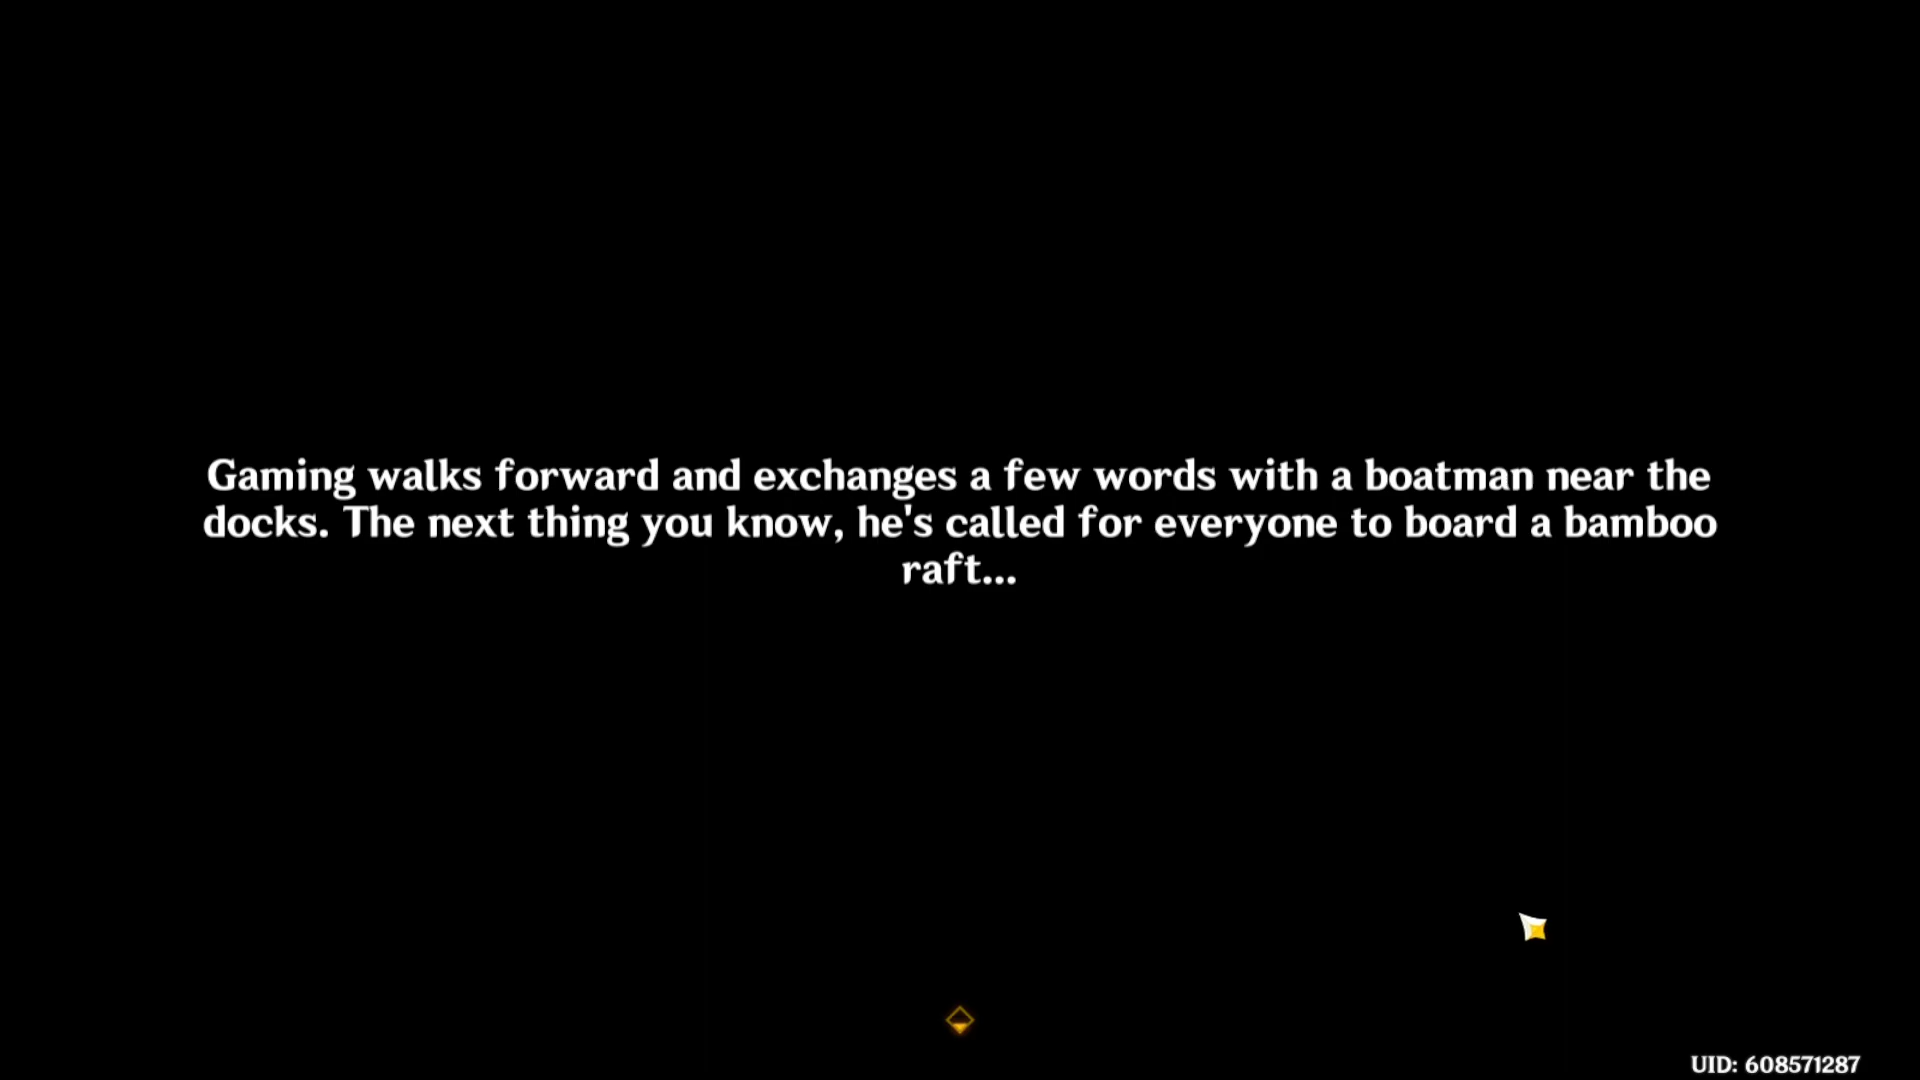 Gaming walks forward and exchanges a few words with a boatman near the
docks. The next thing you know, he's called for everyone to board a bamboo
raft...
UID: 608571287